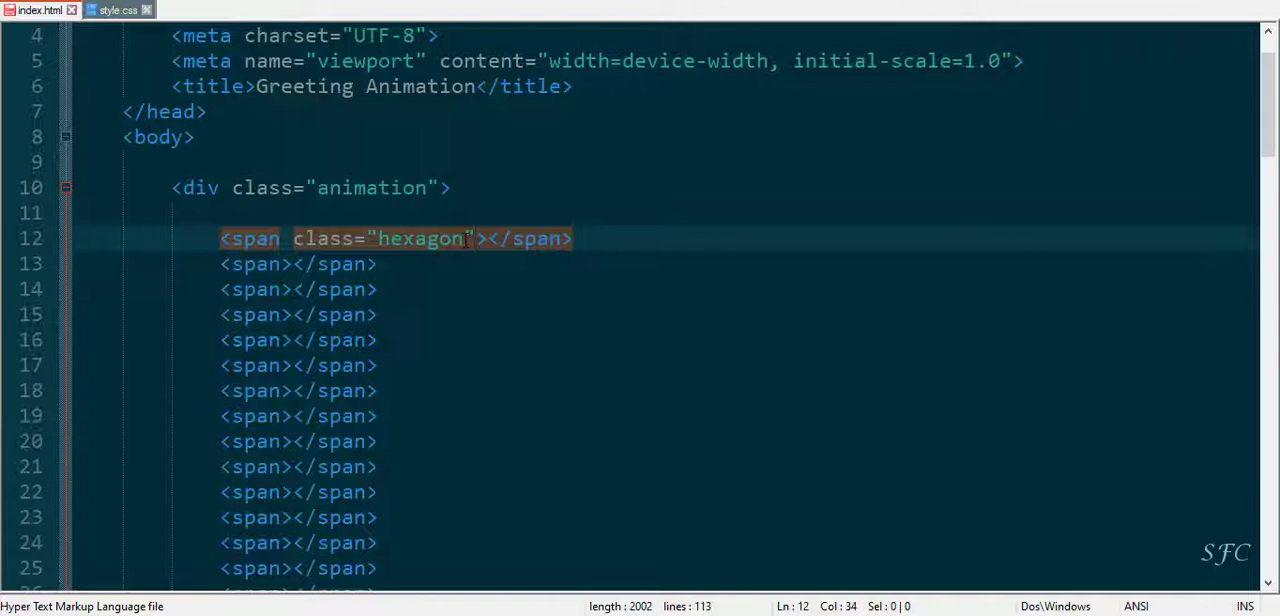 index.html style.css
4 <meta charset="UTF-8">
5 <meta name="viewport" content="width=device-width, initial-scale=1.0">
6 <title>Greeting Animation</title>
7 </head>
8 <body>
9
10 <div class="animation">
11
12 <span class="hexagon"></span>
13 <span></span>
14 <span></span>
15 <span></span>
16 <span></span>
17 <span></span>
18 <span></span>
19 <span></span>
20 <span></span>
21 <span></span>
22 <span></span>
23 <span></span>
24 <span></span>
25 <span></span>
SFC
Hyper Text Markup Language file length : 2002 lines : 113 Ln : 12 Col : 34 Sel : 0 | 0 Dos\Windows ANSI INS